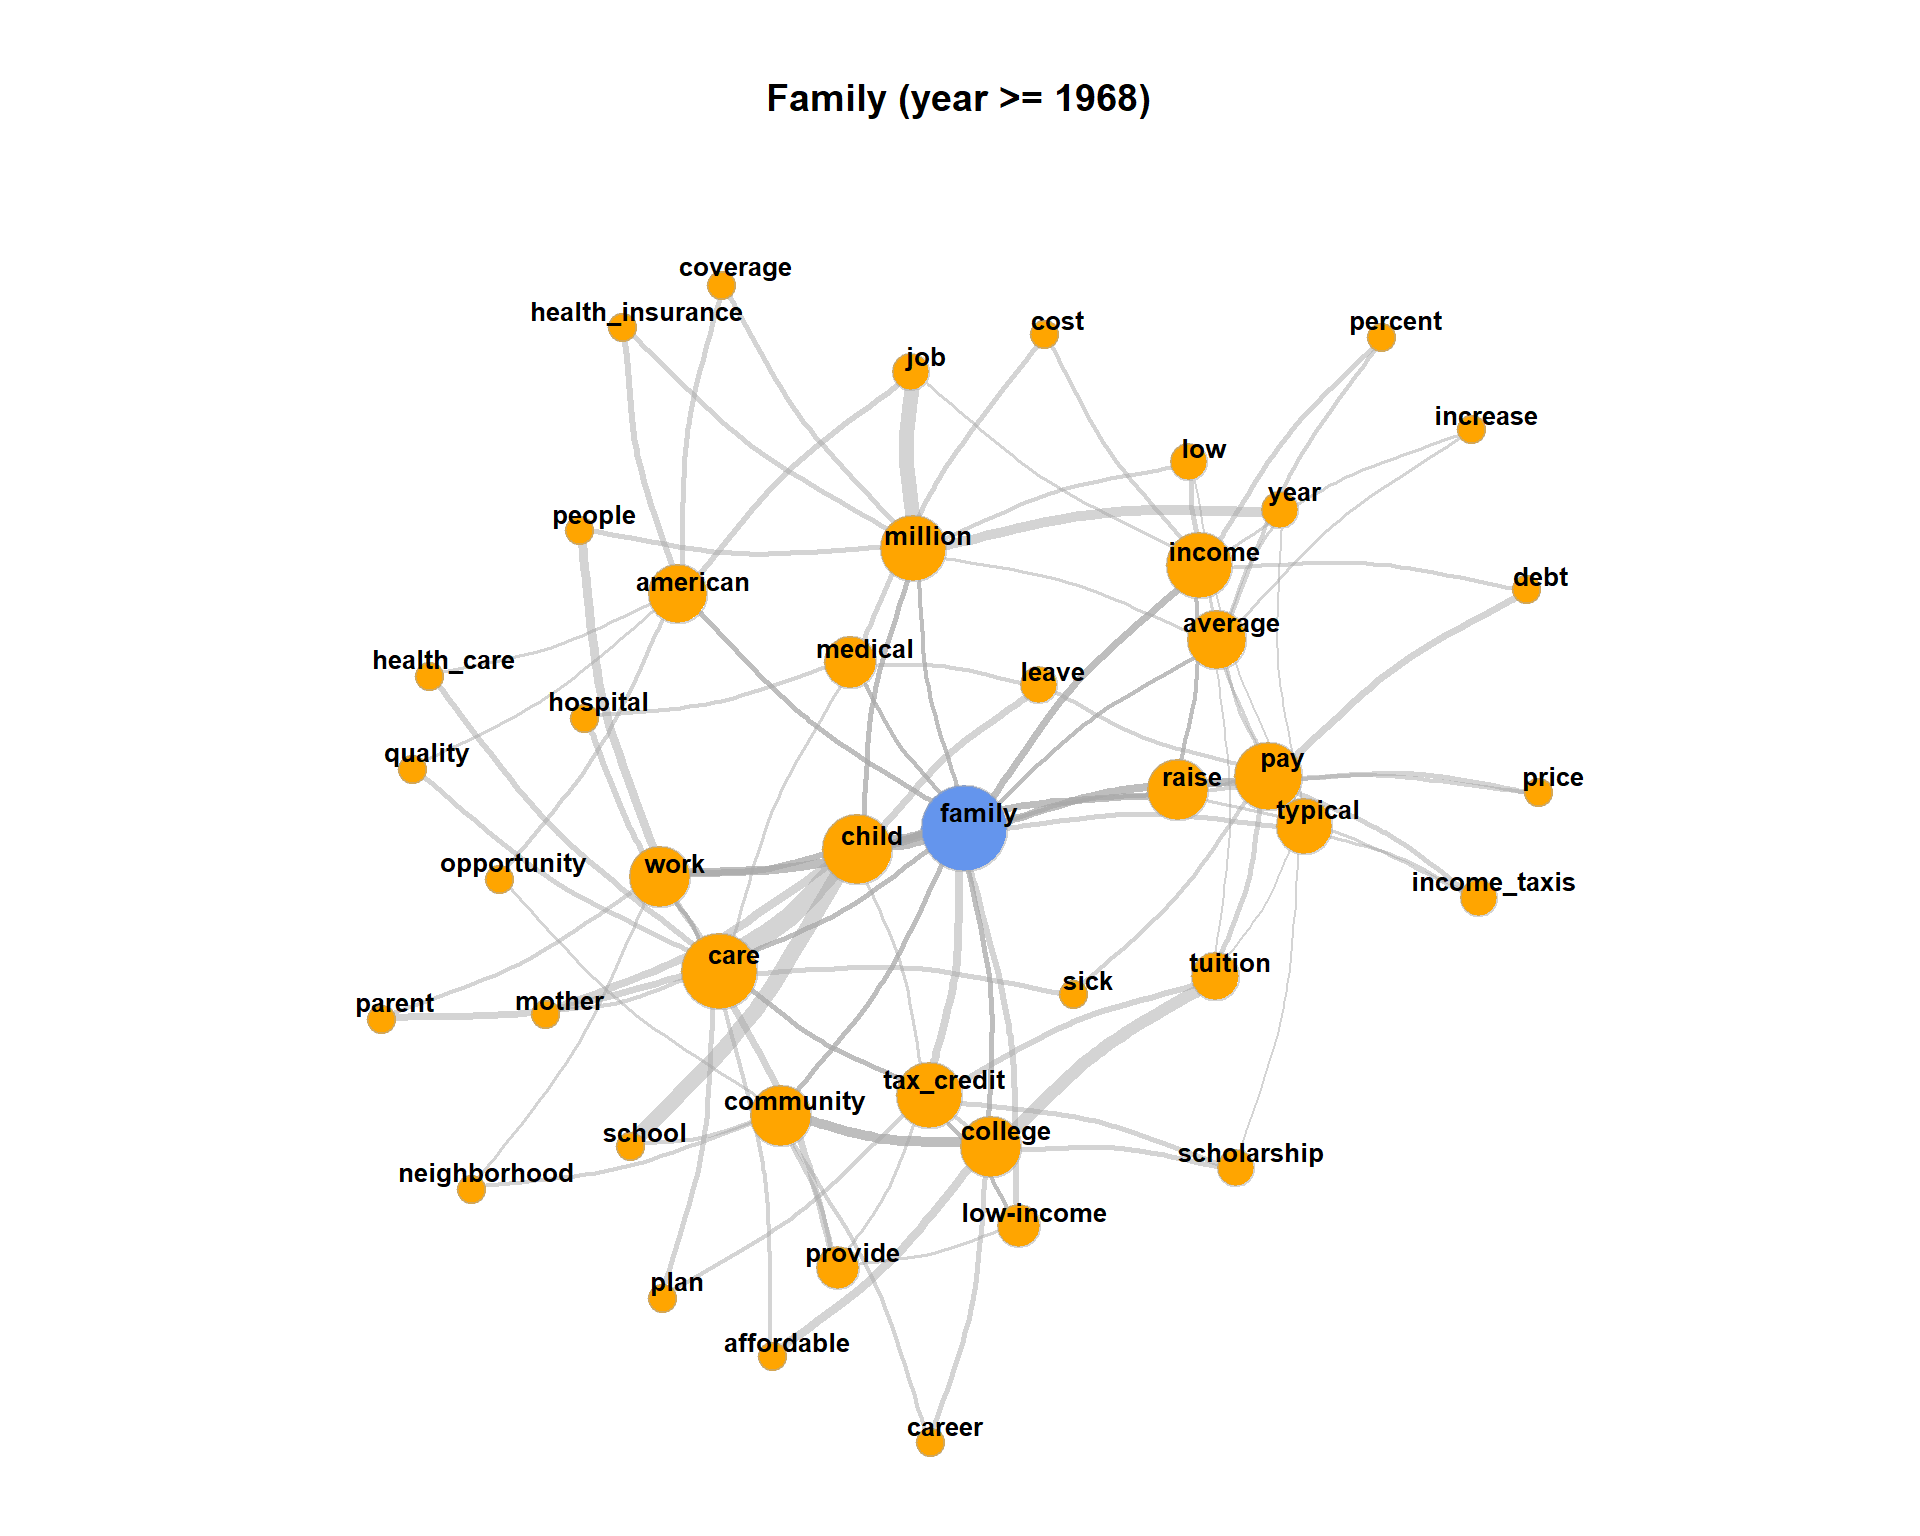 Family (year >= 1968)
coverage
health_insurance
cost
percent
job
increase
low
year
people
million
income
american
debt
average
medical
health_care
leave
hospital
quality
pay
raise
price
typical
family
child
opportunity
work
income_taxis
care
tuition
sick
parent
mother
tax_credit
community
college
school
scholarship
neighborhood
low-income
provide
plan
affordable
career